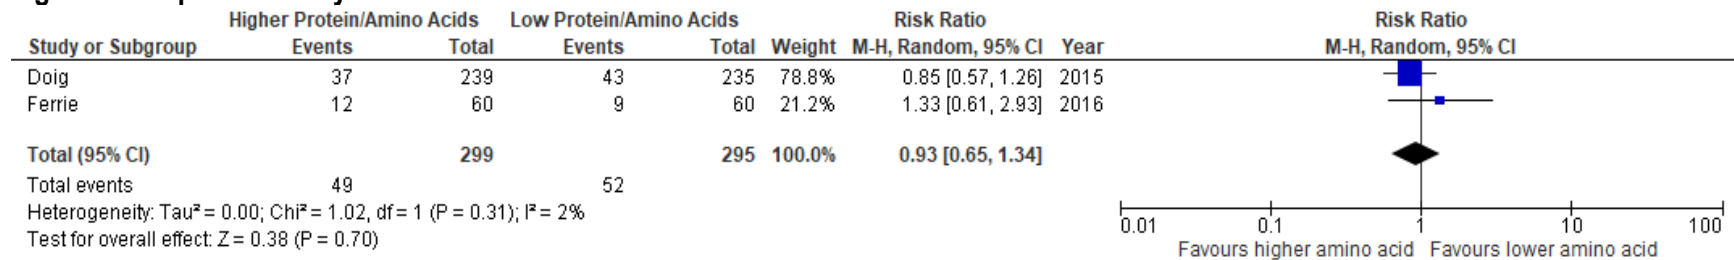 Higher Protein/Amino Acids Low Protein/Amino Acids Risk Ratio Risk Ratio
Study or Subgroup Events Total Events Total Weight M-H, Random, 95% CI Year M-H, Random, 95% CI
Doig 37 239 43 235 78.8% 0.85 [0.57, 1.26] 2015
Ferrie 12 60 9 60 21.2% 1.33 [0.61, 2.93] 2016
Total (95% CI) 299 295 100.0% 0.93 [0.65, 1.34]
Total events 49 52
Heterogeneity: Tau² = 0.00; Chi² = 1.02, df = 1 (P = 0.31); I² = 2%
Test for overall effect: Z = 0.38 (P = 0.70)
0.01 0.1 1 10 100
Favours higher amino acid Favours lower amino acid